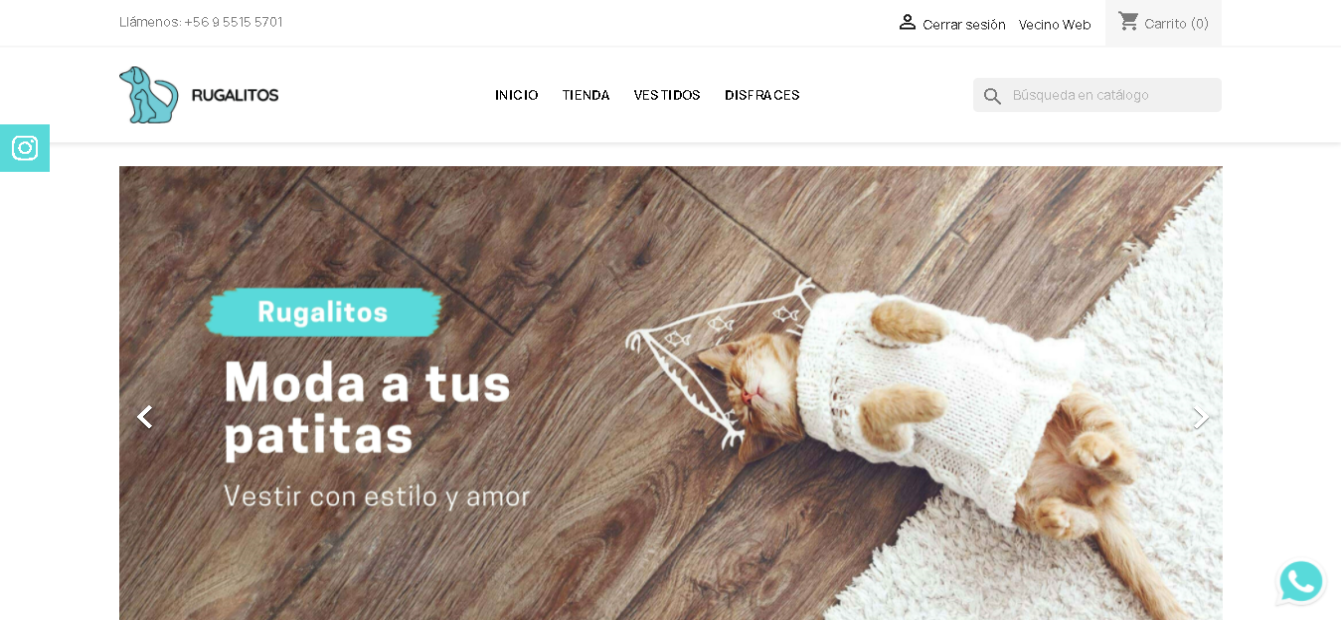 Llámenos: +56 9 5515 5701
Cerrar sesión Vecino Web Carrito (0)
RUGALITOS
INICIO TIENDA VESTIDOS DISFRACES
Búsqueda en catálogo
Rugalitos
Moda a tus
patitas
Vestir con estilo y amor